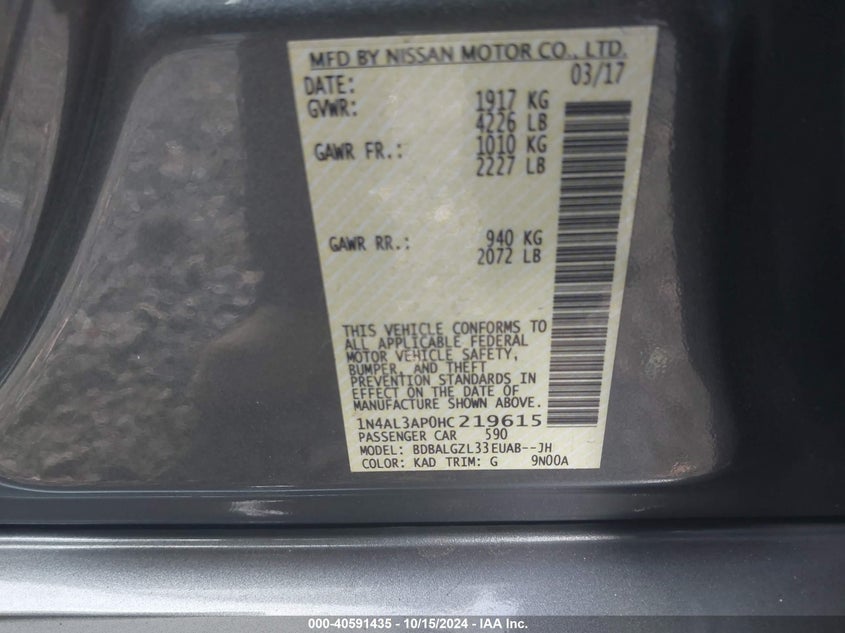 MFD BY NISSAN MOTOR CO., LTD.
DATE: 03/17
GVWR: 1917 KG
4226 LB
GAWR FR.: 1010 KG
2227 LB
GAWR RR.: 940 KG
2072 LB
THIS VEHICLE CONFORMS TO
ALL APPLICABLE FEDERAL
MOTOR VEHICLE SAFETY,
BUMPER, AND THEFT
PREVENTION STANDARDS IN
EFFECT ON THE DATE OF
MANUFACTURE SHOWN ABOVE.
1N4AL3AP0HC219615
PASSENGER CAR 590
MODEL: BDBALGZL33EUAB--JH
COLOR: KAD TRIM: G 9N00A
000-40591435 - 10/15/2024 - IAA Inc.